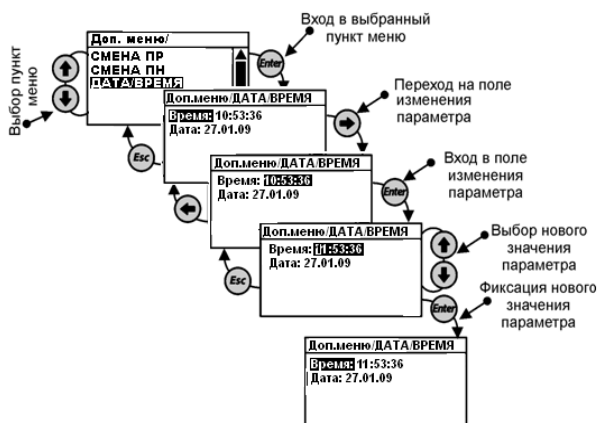 Вход в выбранный
пункт меню
Доп. меню/
СМЕНА ПР
СМЕНА ПН
ДАТА/ВРЕМЯ
Enter
Выбор пункт
меню
Доп.меню/ДАТА/ВРЕМЯ
Время: 10:53:36
Дата: 27.01.09
Переход на поле
изменения
параметра
Esc
Доп.меню/ДАТА/ВРЕМЯ
Время: 10:53:36
Дата: 27.01.09
Вход в поле
изменения
параметра
Enter
Доп.меню/ДАТА/ВРЕМЯ
Время: 11:53:36
Дата: 27.01.09
Выбор нового
значения
параметра
Esc
Enter
Фиксация нового
значения
параметра
Доп.меню/ДАТА/ВРЕМЯ
Время: 11:53:36
Дата: 27.01.09